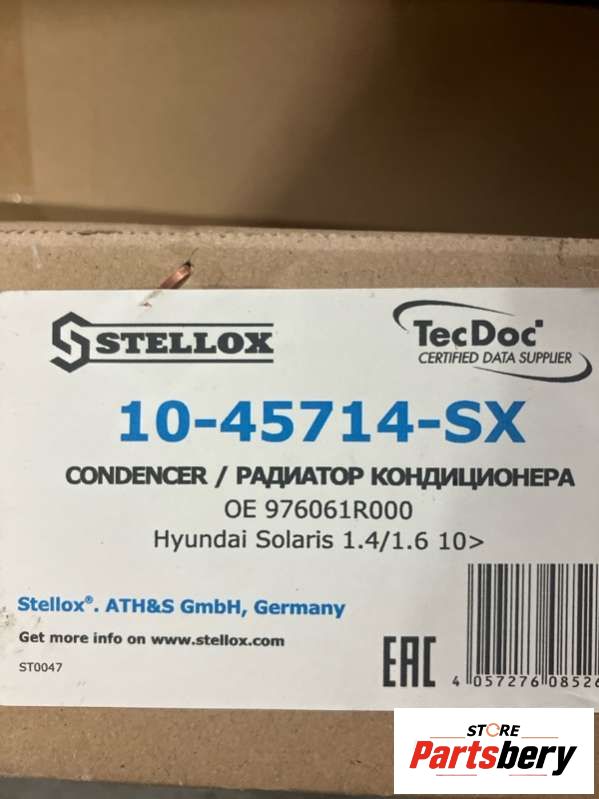 STELLOX
TecDoc
CERTIFIED DATA SUPPLIER
10-45714-SX
CONDENCER / РАДИАТОР КОНДИЦИОНЕРА
OE 976061R000
Hyundai Solaris 1.4/1.6 10>
Stellox®. ATH&S GmbH, Germany
Get more info on www.stellox.com
ST0047
EAC
4 057276 08526
STORE
Partsbery